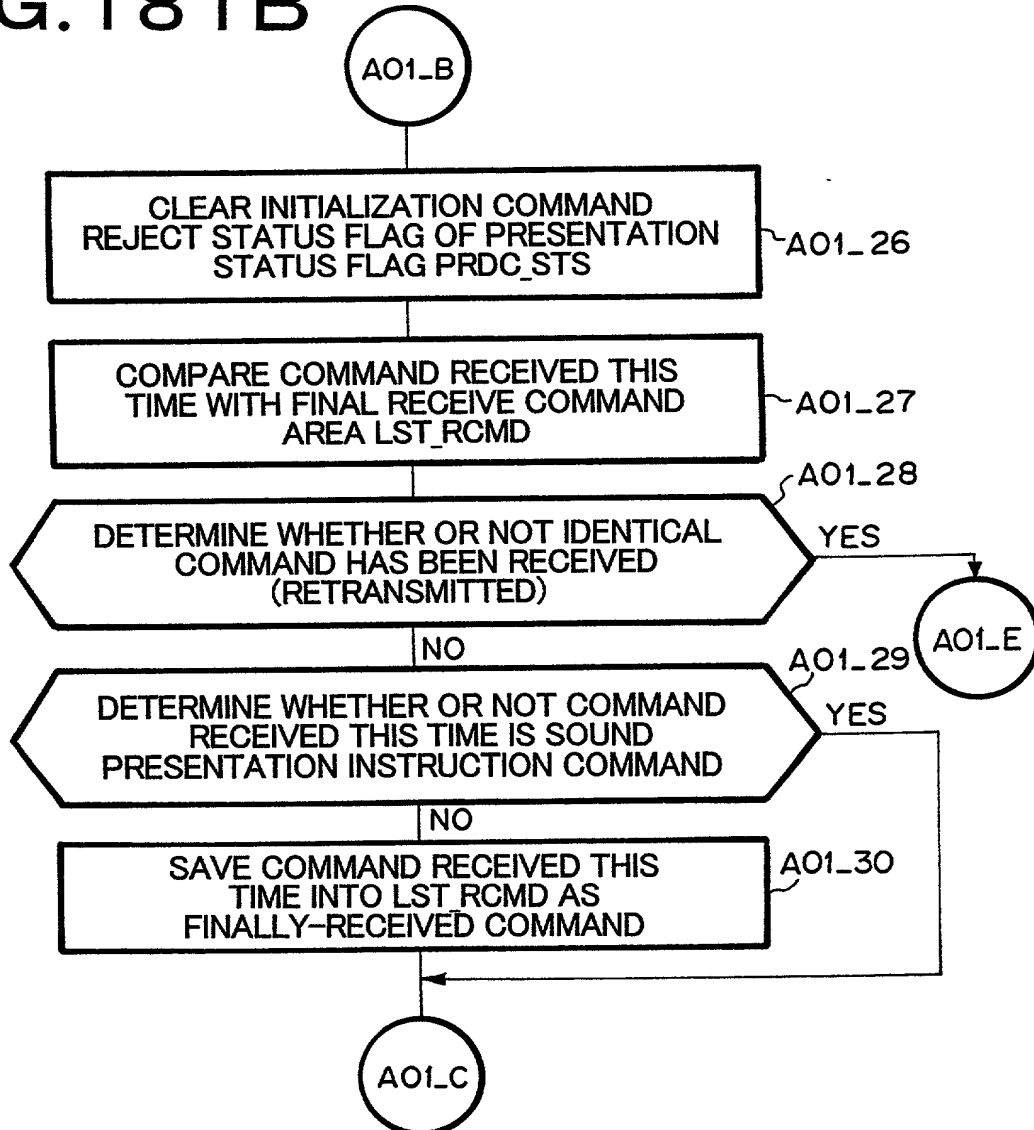 G. 181B
A01_B
CLEAR INITIALIZATION COMMAND
REJECT STATUS FLAG OF PRESENTATION
STATUS FLAG PRDC_STS
A01_26
COMPARE COMMAND RECEIVED THIS
TIME WITH FINAL RECEIVE COMMAND
AREA LST_RCMD
A01_27
A01_28
DETERMINE WHETHER OR NOT IDENTICAL
COMMAND HAS BEEN RECEIVED
(RETRANSMITTED)
YES
A01_E
NO
A01_29
DETERMINE WHETHER OR NOT COMMAND
RECEIVED THIS TIME IS SOUND
PRESENTATION INSTRUCTION COMMAND
YES
NO
SAVE COMMAND RECEIVED THIS
TIME INTO LST_RCMD AS
FINALLY-RECEIVED COMMAND
A01_30
A01_C